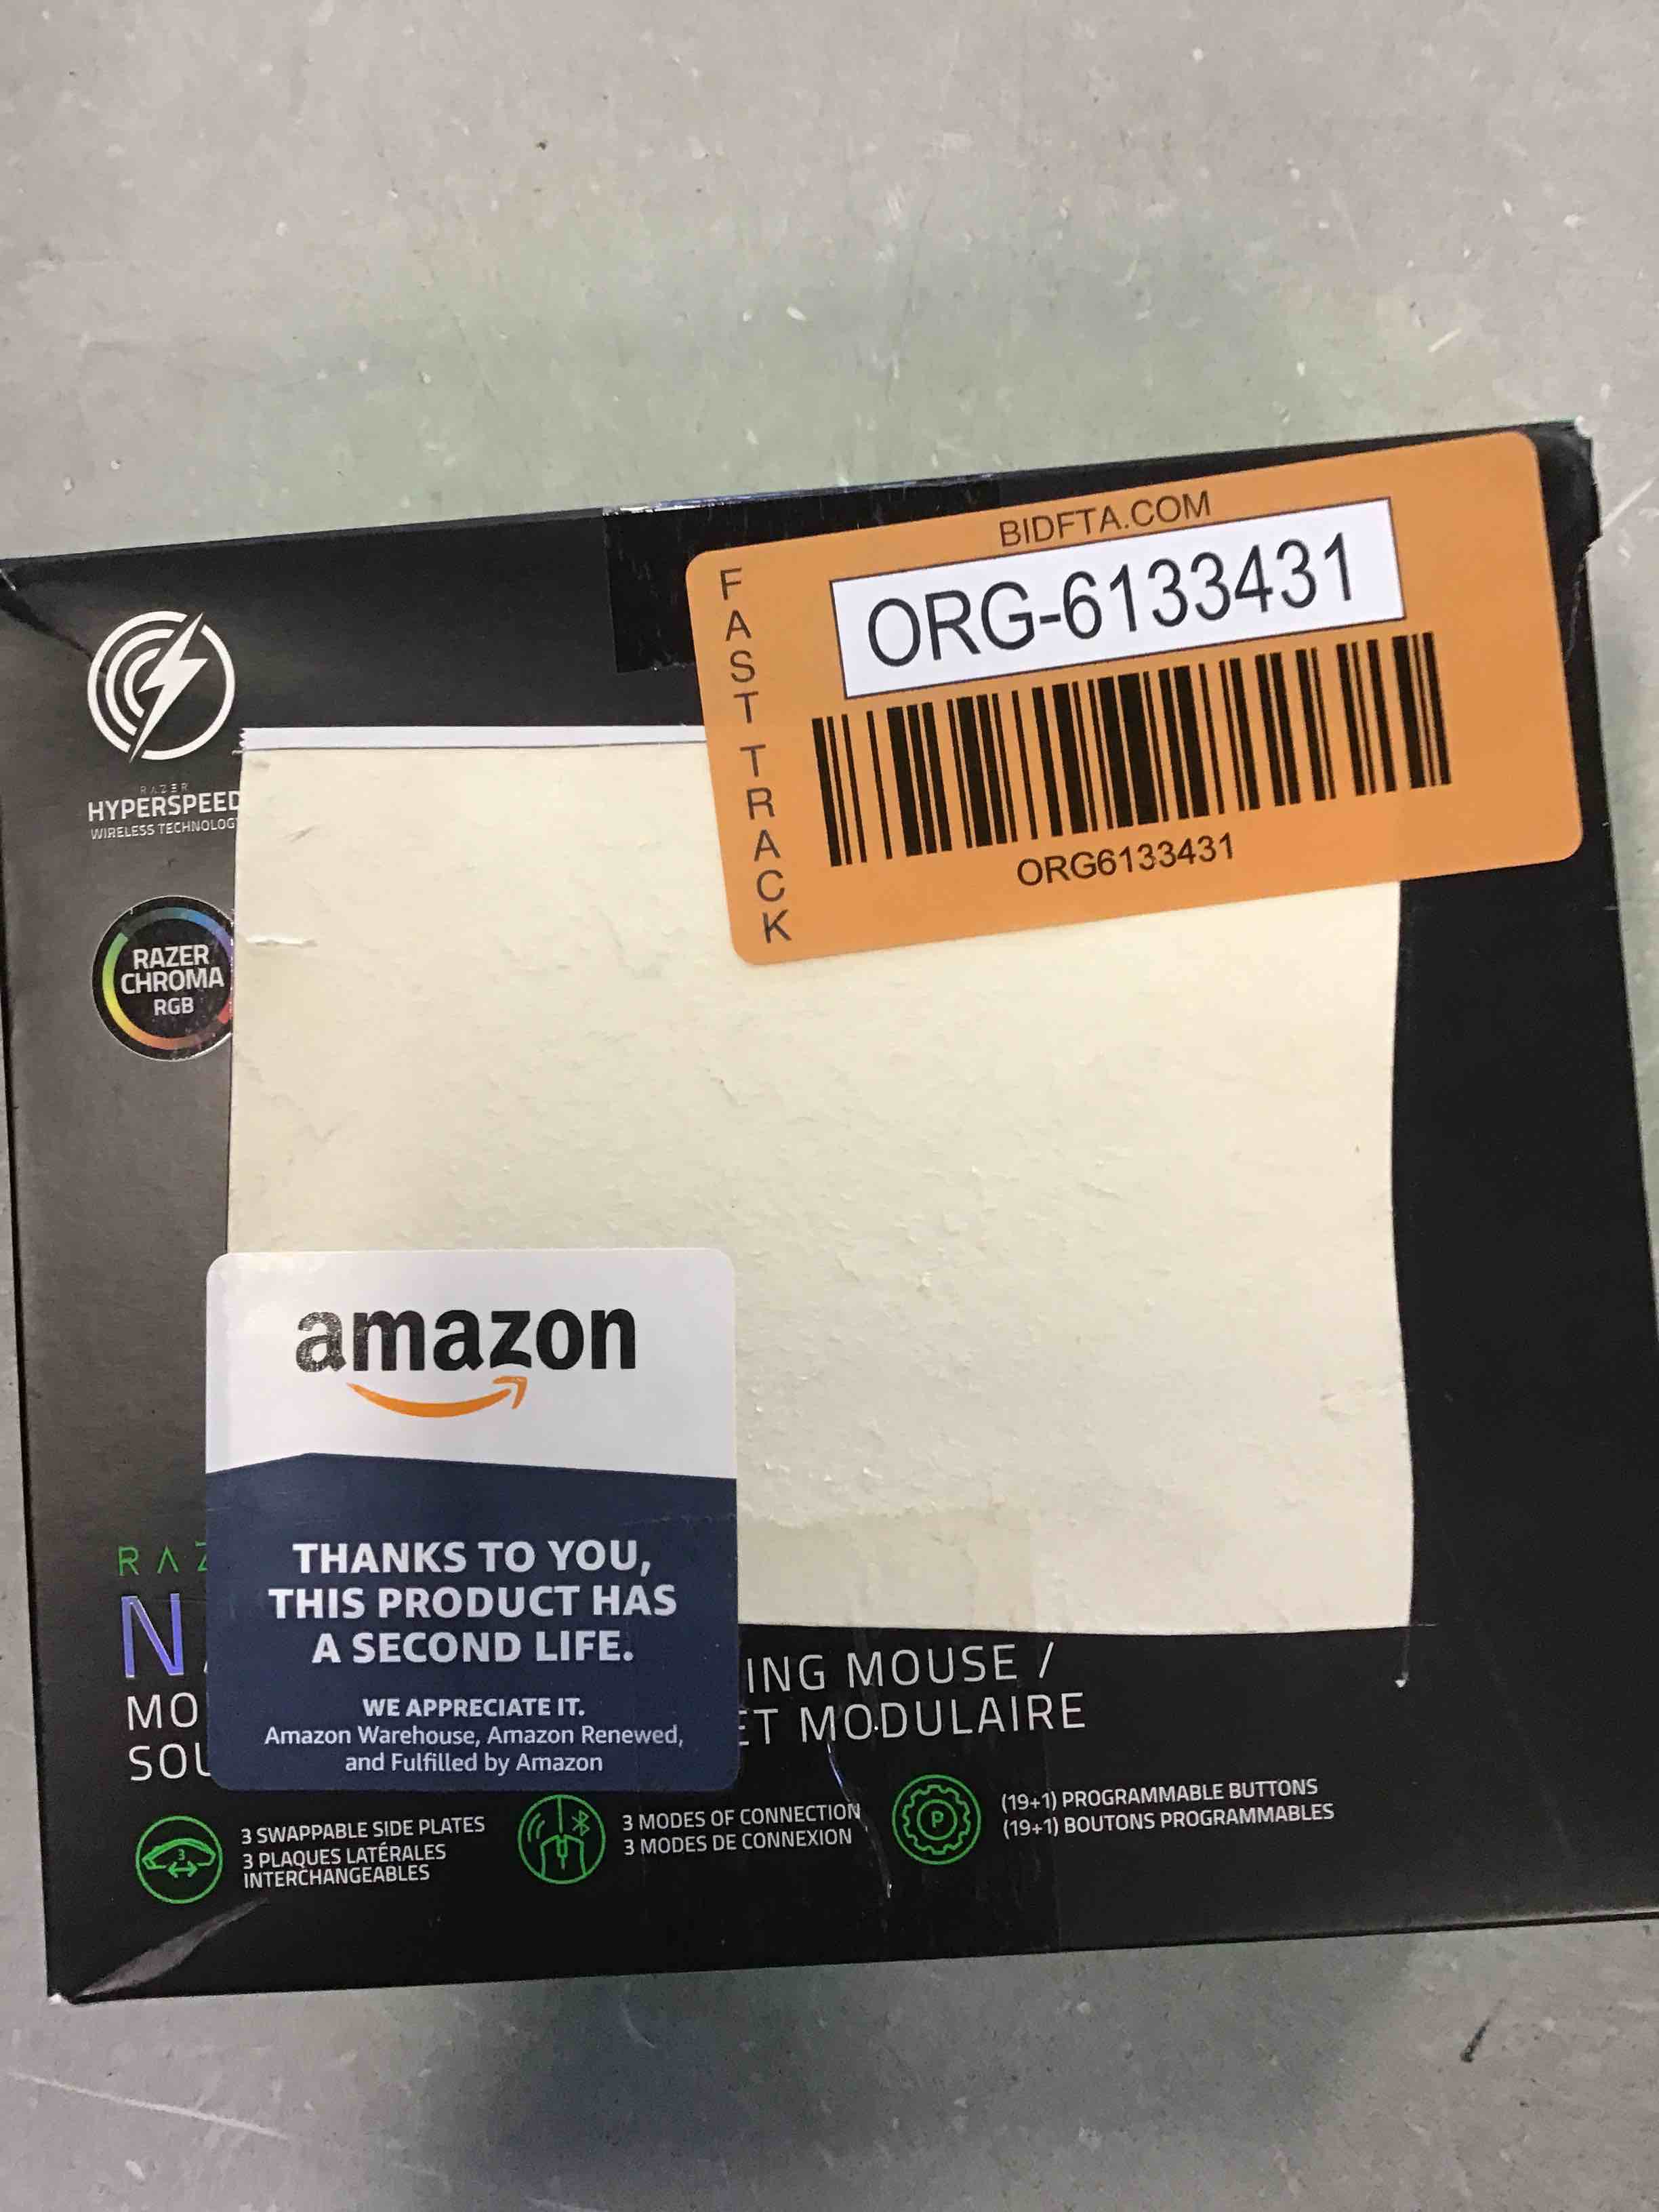 BIDFTA.COM
FAST TRACK
ORG-6133431
ORG6133431
RAZER
HYPERSPEED
WIRELESS TECHNOLOGY
RAZER
CHROMA
RGB
amazon
THANKS TO YOU,
THIS PRODUCT HAS
A SECOND LIFE.
WE APPRECIATE IT.
Amazon Warehouse, Amazon Renewed,
and Fulfilled by Amazon
RAZ
N
MO
ING MOUSE /
SOU
ET MODULAIRE
3 SWAPPABLE SIDE PLATES
3 PLAQUES LATÉRALES
INTERCHANGEABLES
3 MODES OF CONNECTION
3 MODES DE CONNEXION
P
(19+1) PROGRAMMABLE BUTTONS
(19+1) BOUTONS PROGRAMMABLES